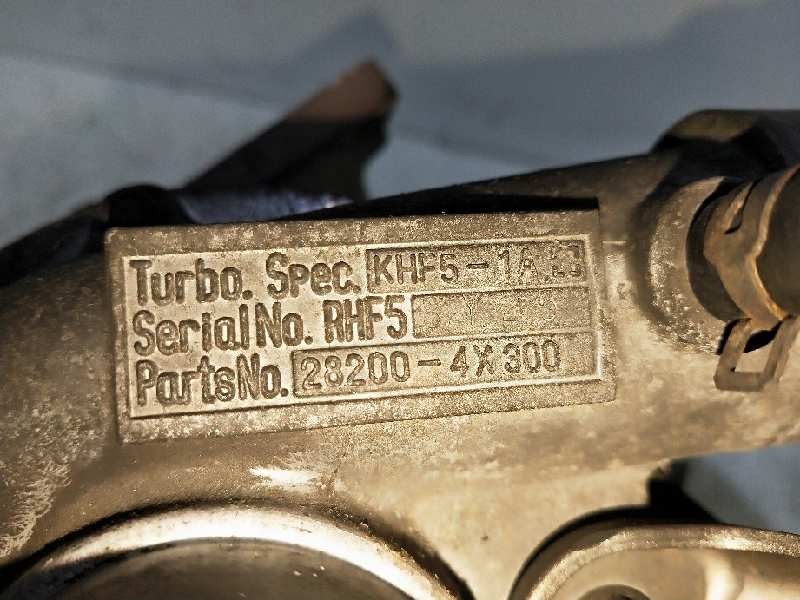 Turbo. Spec. KHF5-1A
Serial No. RHF5
Parts No. 28200-4X300